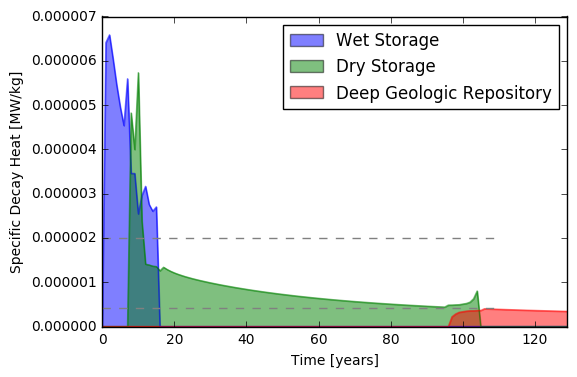 0.000007
0.000006
0.000005
0.000004
0.000003
0.000002
0.000001
0.000000
Specific Decay Heat [MW/kg]
Wet Storage
Dry Storage
Deep Geologic Repository
0 20 40 60 80 100 120
Time [years]